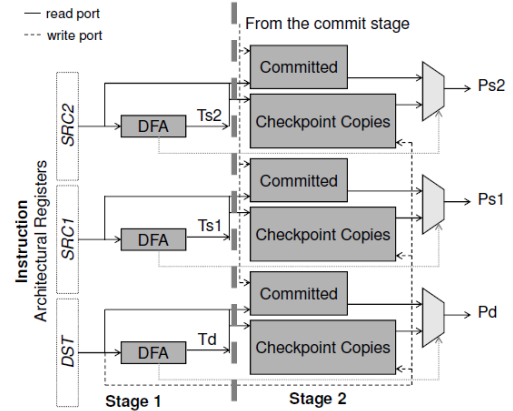 read port
write port
From the commit stage
Instruction
Architectural Registers
SRC2
DFA
Ts2
Committed
Checkpoint Copies
Ps2
SRC1
DFA
Ts1
Committed
Checkpoint Copies
Ps1
DST
DFA
Td
Committed
Checkpoint Copies
Pd
Stage 1
Stage 2